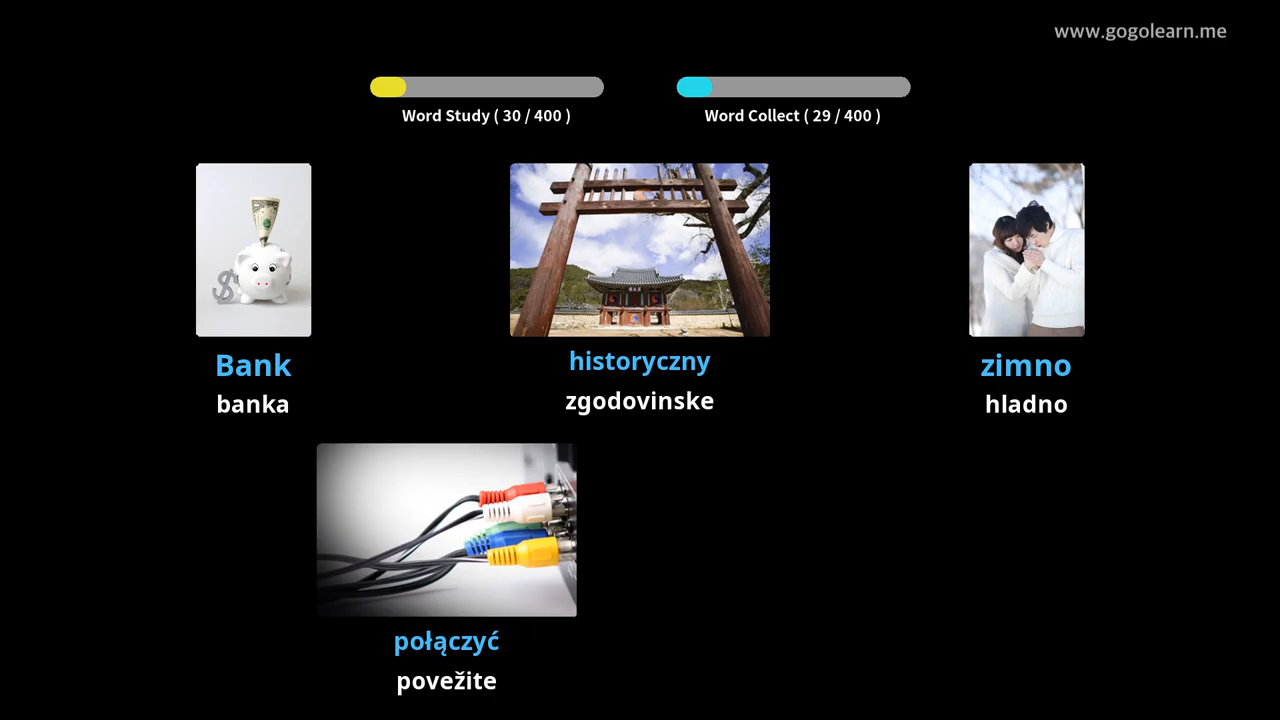 www.gogolearn.me
Word Study ( 30 / 400 )
Word Collect ( 29 / 400 )
Bank
banka
historyczny
zgodovinske
zimno
hladno
połączyć
povežite